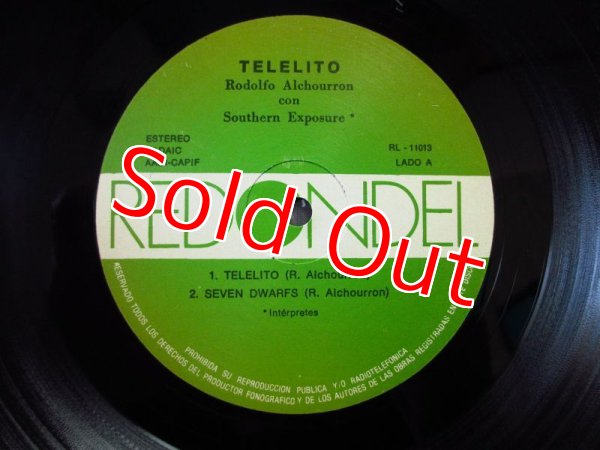 TELELITO
Rodolfo Alchourron
con
Southern Exposure *
ESTEREO
RL - 11013
LADO A
REDONDEL
Sold Out
1. TELELITO (R.
2. SEVEN DWARFS (R. Alchourron)
*Intérpretes
RESERVADO TODOS LOS DERECHOS DEL PRODUCTOR FONOGRAFICO Y DE LOS AUTORES DE LAS OBRAS REGISTRADAS EN
PROHIBIDA SU REPRODUCCION PUBLICA Y/O RADIOTELEFONICA